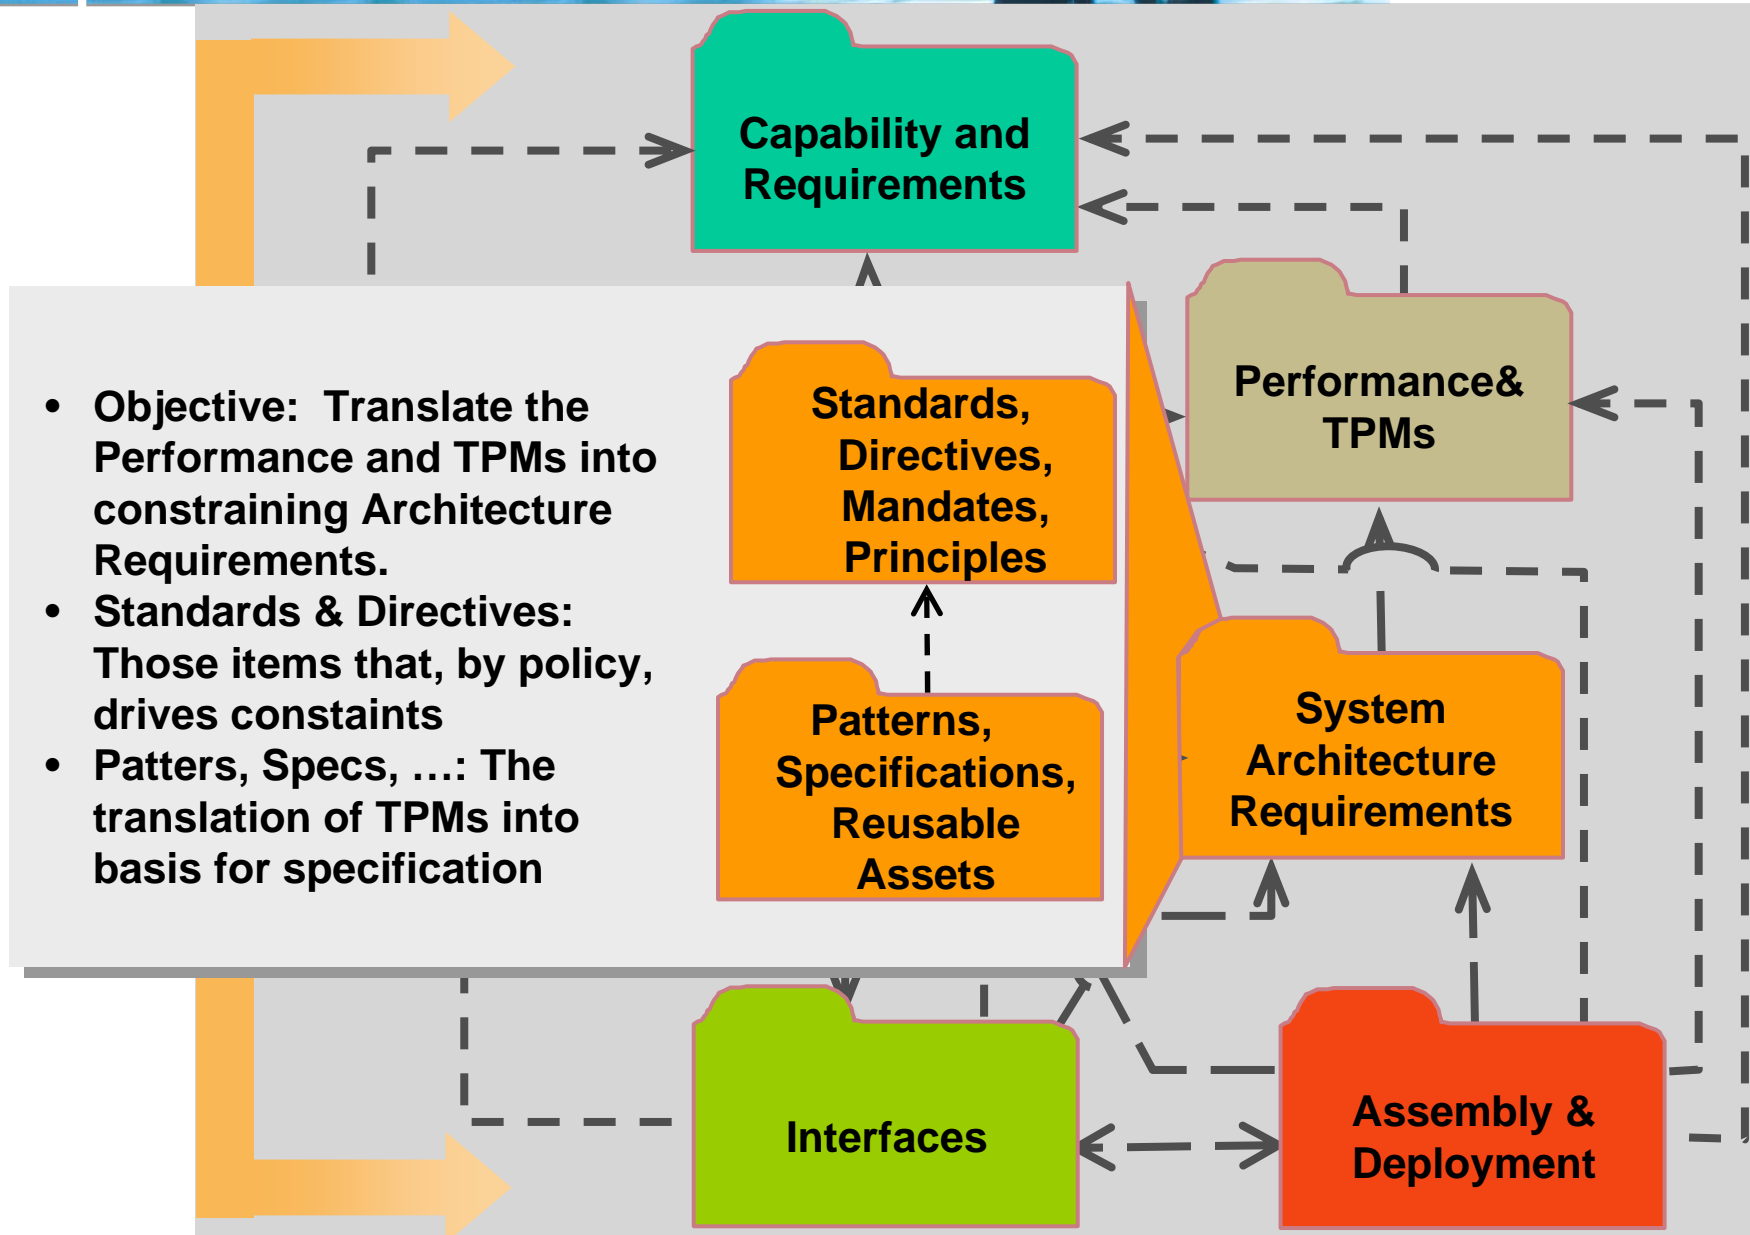 Capability and
Requirements
Performance&
TPMs
• Objective:  Translate the
Performance and TPMs into
constraining Architecture
Requirements.
• Standards & Directives:
Those items that, by policy,
drives constaints
• Patters, Specs, …: The
translation of TPMs into
basis for specification
Standards,
Directives,
Mandates,
Principles
Patterns,
Specifications,
Reusable
Assets
System
Architecture
Requirements
Interfaces
Assembly &
Deployment